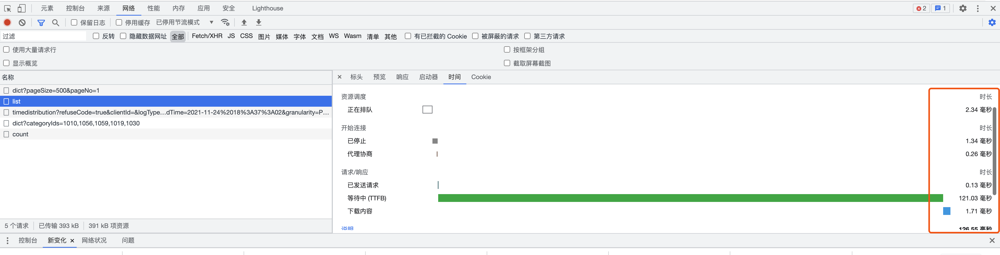 元素 控制台 来源 网络 性能 内存 应用 安全 Lighthouse 2 1
保留日志 停用缓存 已停用节流模式
过滤 反转 隐藏数据网址 全部 Fetch/XHR JS CSS 图片 媒体 字体 文档 WS Wasm 清单 其他 有已拦截的 Cookie 被屏蔽的请求 第三方请求
使用大量请求行 按框架分组
显示概览 截取屏幕截图
名称
dict?pageSize=500&pageNo=1
list
timedistribution?refuseCode=true&clientId=&logType…dTime=2021-11-24%2018%3A37%3A02&granularity=P…
dict?categoryIds=1010,1056,1059,1019,1030
count
5 个请求 已传输 393 kB 391 kB 项资源
标头 预览 响应 启动器 时间 Cookie
资源调度 时长
正在排队 2.34 毫秒
开始连接 时长
已停止 1.34 毫秒
代理协商 0.26 毫秒
请求/响应 时长
已发送请求 0.13 毫秒
等待中 (TTFB) 121.03 毫秒
下载内容 1.71 毫秒
说明 126.55 毫秒
控制台 新变化 网络状况 问题